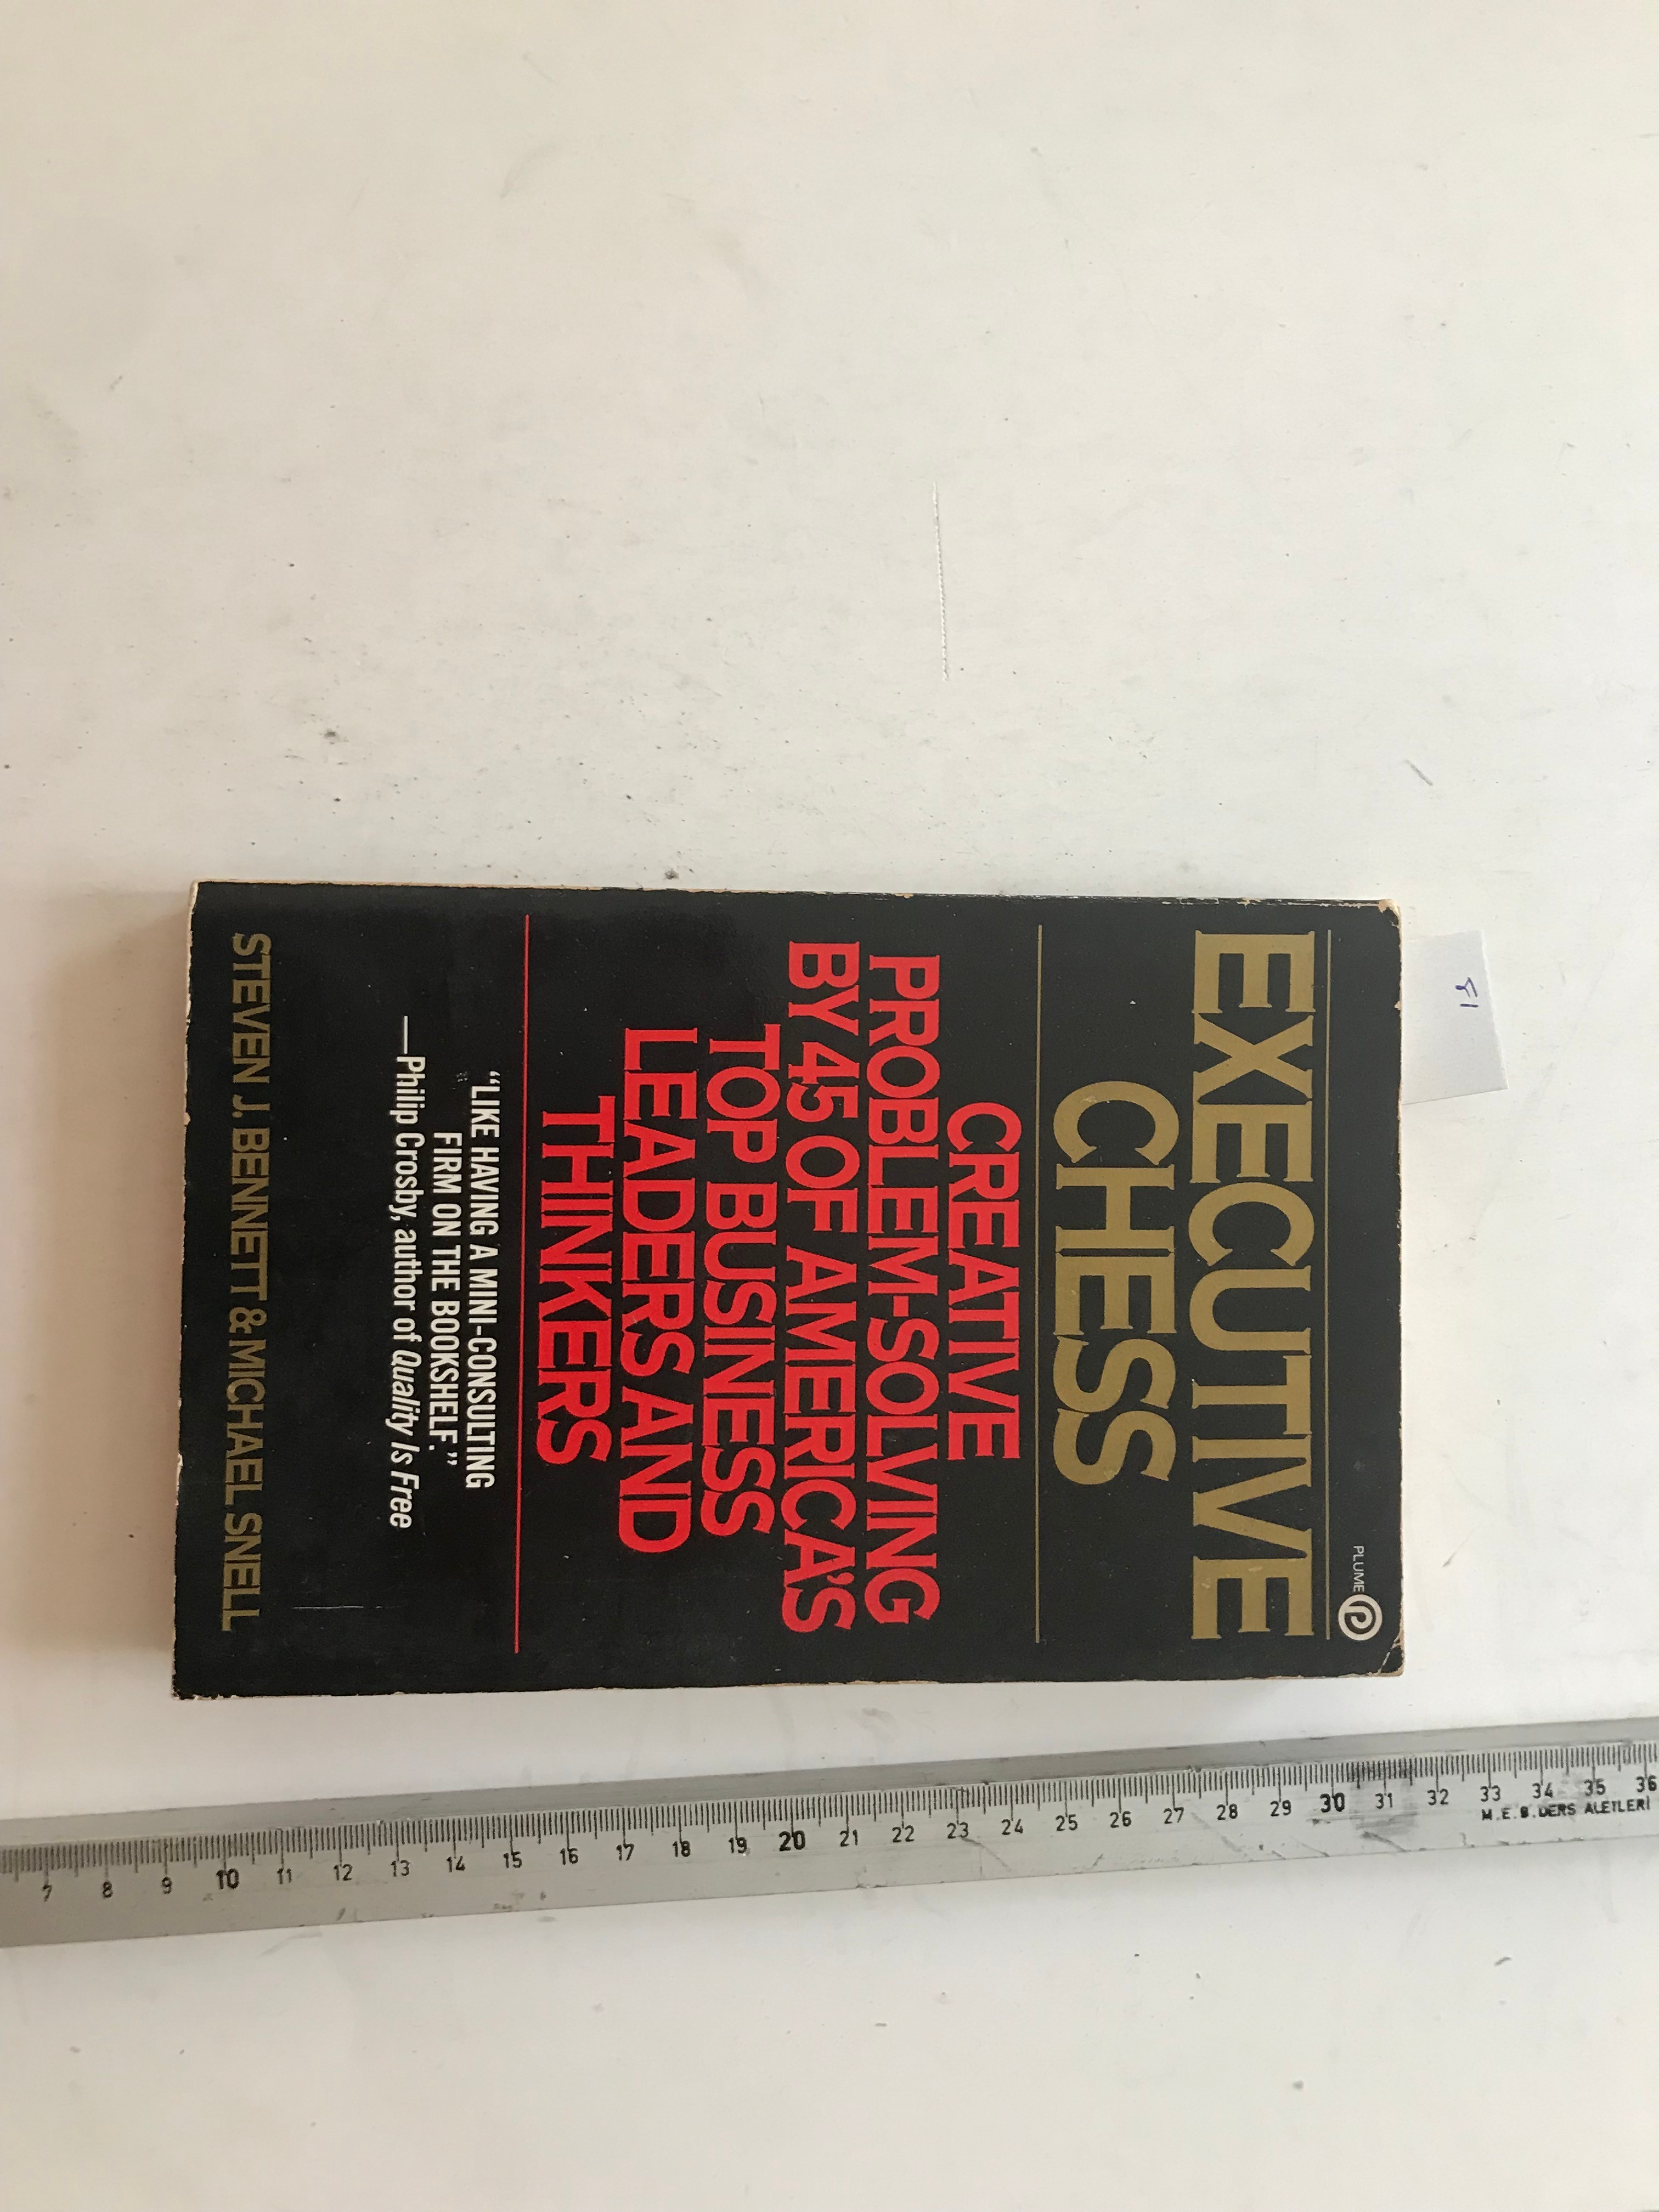 PLUME
EXECUTIVE
CHESS
CREATIVE
PROBLEM-SOLVING
BY 45 OF AMERICA'S
TOP BUSINESS
LEADERS AND
THINKERS
“LIKE HAVING A MINI-CONSULTING
FIRM ON THE BOOKSHELF.”
—Philip Crosby, author of Quality Is Free
STEVEN J. BENNETT & MICHAEL SNELL
7 8 9 10 11 12 13 14 15 16 17 18 19 20 21 22 23 24 25 26 27 28 29 30 31 32 33 34 35 36
M.E.B. DERS ALETLERİ